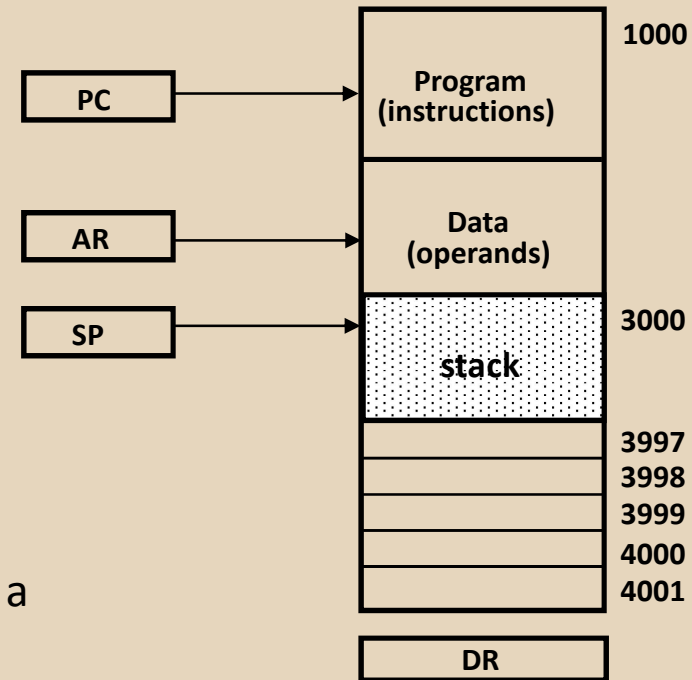 1000
Program
(instructions)
PC
Data
(operands)
AR
3000
SP
stack
3997
3998
3999
4000
4001
a
DR